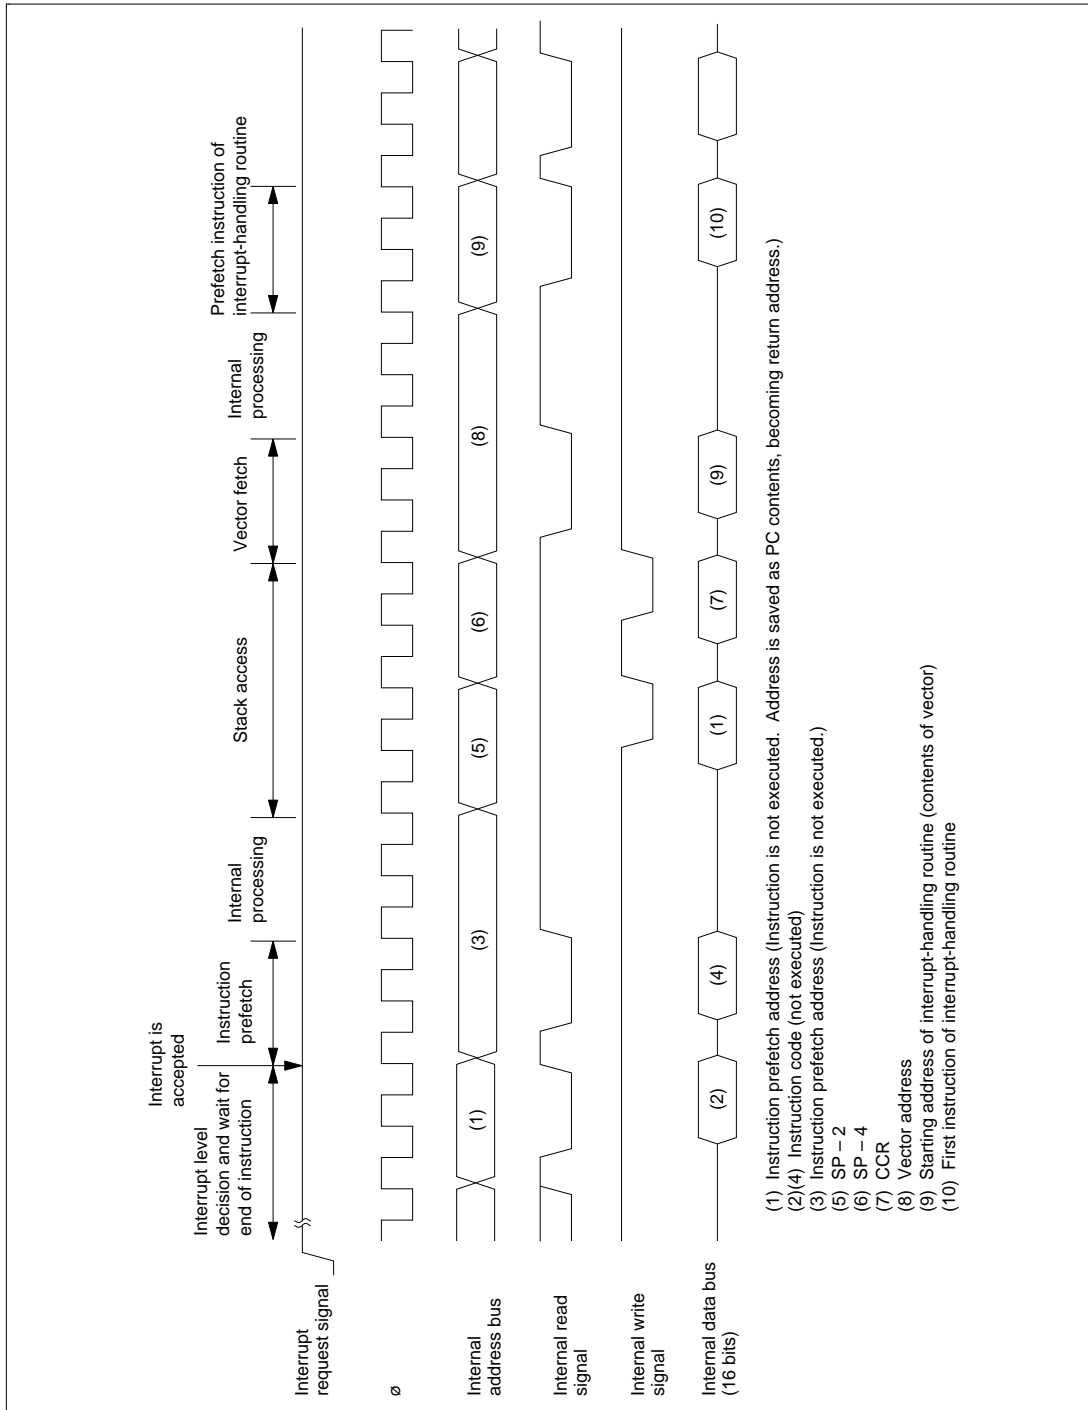 Interrupt is
accepted
Interrupt level
decision and wait for
end of instruction
Instruction
prefetch
Internal
processing
Stack access
Vector fetch
Internal
processing
Prefetch instruction of
interrupt-handling routine
Interrupt
request signal
ø
Internal
address bus
(1)
(3)
(5)
(6)
(8)
(9)
Internal read
signal
Internal write
signal
Internal data bus
(16 bits)
(2)
(4)
(1)
(7)
(9)
(10)
(1) Instruction prefetch address (Instruction is not executed. Address is saved as PC contents, becoming return address.)
(2)(4) Instruction code (not executed)
(3) Instruction prefetch address (Instruction is not executed.)
(5) SP – 2
(6) SP – 4
(7) CCR
(8) Vector address
(9) Starting address of interrupt-handling routine (contents of vector)
(10) First instruction of interrupt-handling routine